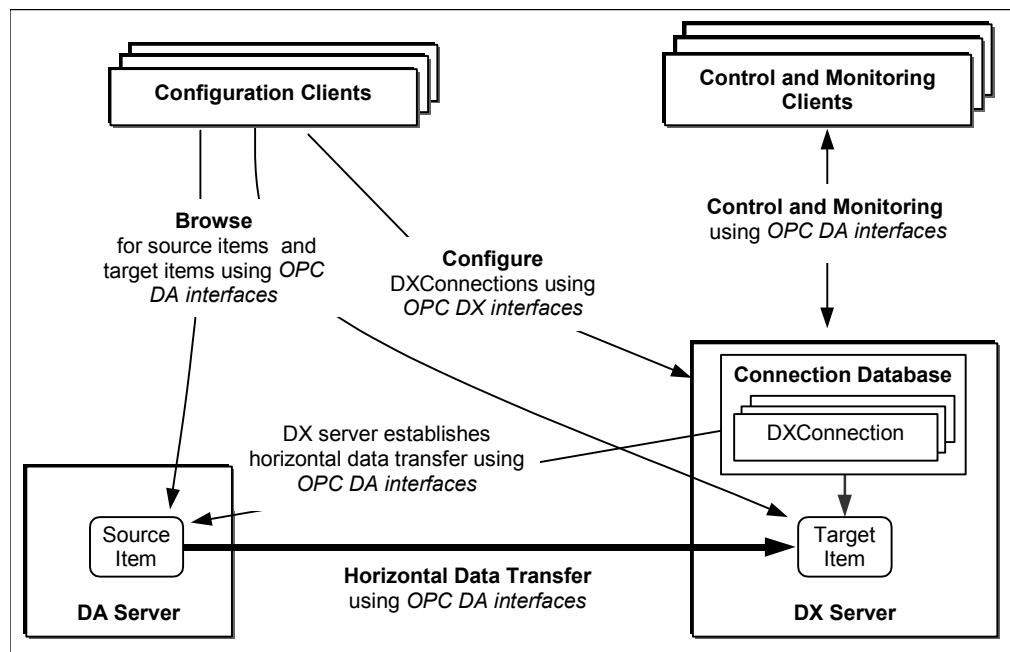 Configuration Clients
Control and Monitoring
Clients
Browse
for source items and
target items using OPC
DA interfaces
Control and Monitoring
using OPC DA interfaces
Configure
DXConnections using
OPC DX interfaces
Connection Database
DXConnection
DX server establishes
horizontal data transfer using
OPC DA interfaces
Source
Item
Target
Item
Horizontal Data Transfer
using OPC DA interfaces
DA Server
DX Server